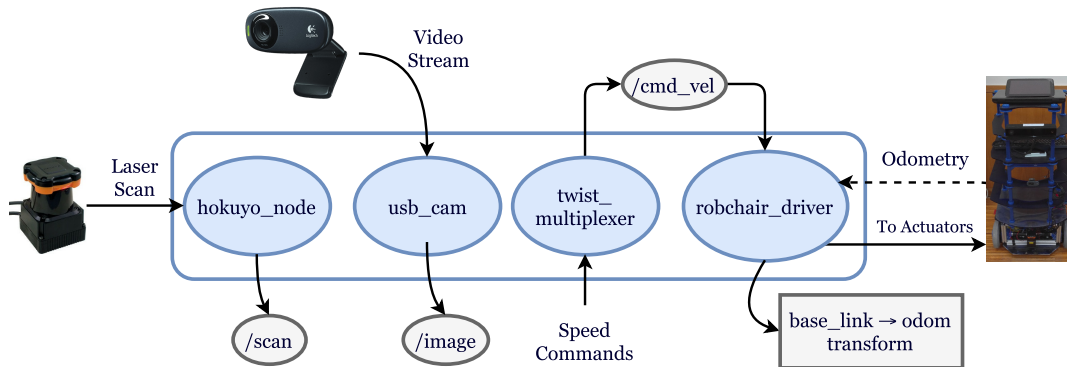 Video
Stream
/cmd_vel
Laser
Scan
Odometry
hokuyo_node
usb_cam
twist_
multiplexer
robchair_driver
To Actuators
/scan
/image
Speed
Commands
base_link → odom
transform